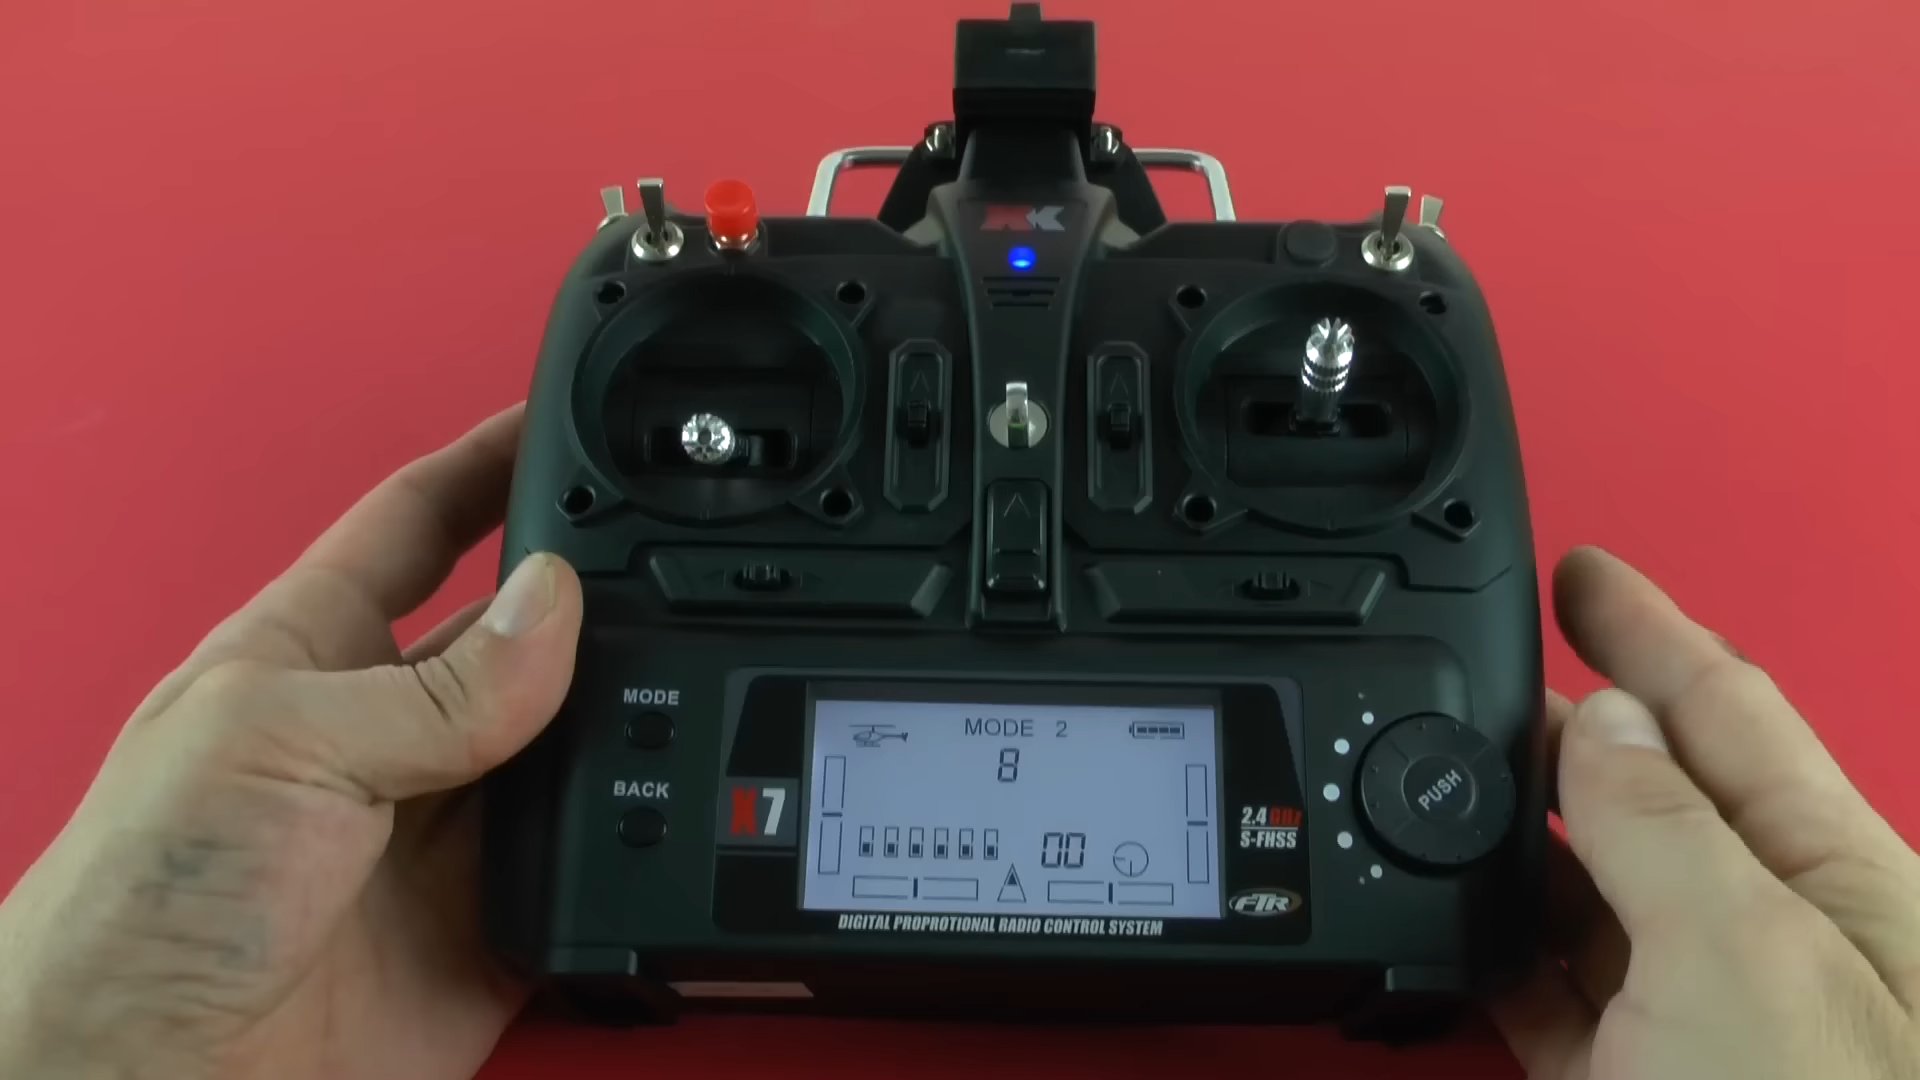 XK
MODE
BACK
X7
MODE 2
8
00
2.4GHz
S-FHSS
PUSH
FTR
DIGITAL PROPROTIONAL RADIO CONTROL SYSTEM